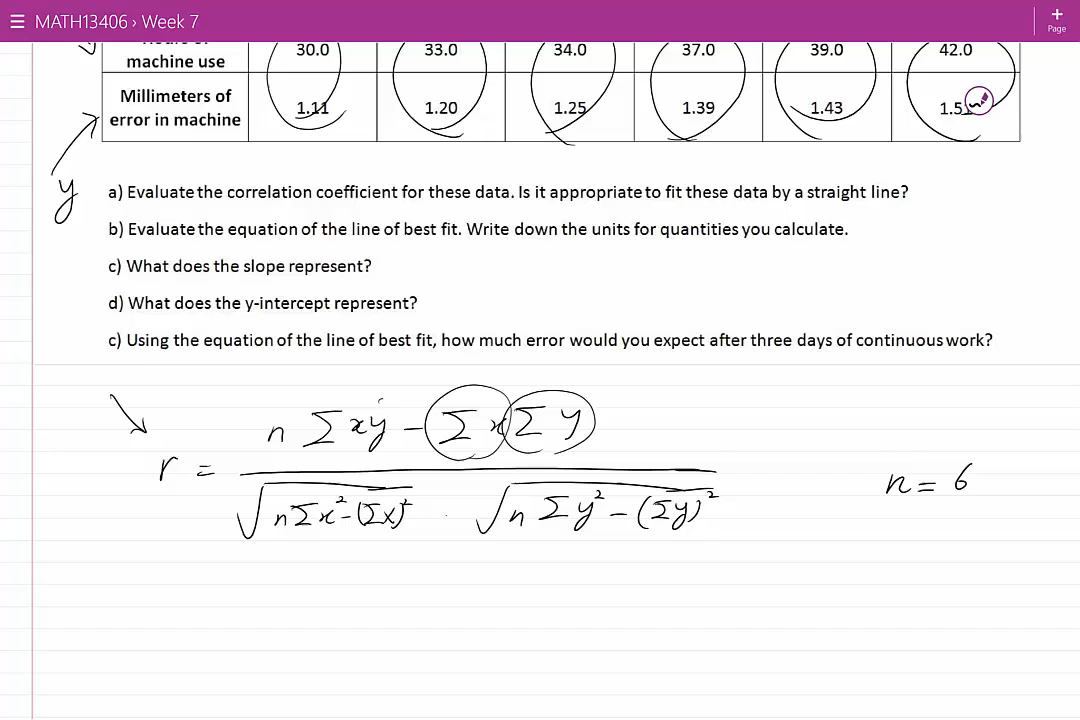 MATH13406 › Week 7
+
Page
machine use 30.0 33.0 34.0 37.0 39.0 42.0
Millimeters of
error in machine 1.11 1.20 1.25 1.39 1.43
y
a) Evaluate the correlation coefficient for these data. Is it appropriate to fit these data by a straight line?
b) Evaluate the equation of the line of best fit. Write down the units for quantities you calculate.
c) What does the slope represent?
d) What does the y-intercept represent?
c) Using the equation of the line of best fit, how much error would you expect after three days of continuous work?
n Σxy - Σx Σy
r =
√nΣx² - (Σx)² · √n Σy² - (Σy)²
n = 6